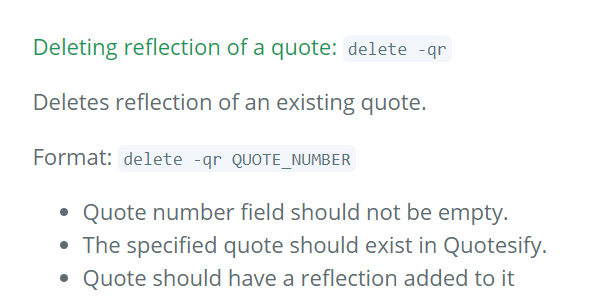 Deleting reflection of a quote: delete -qr
Deletes reflection of an existing quote.
Format: delete -qr QUOTE_NUMBER
• Quote number field should not be empty.
• The specified quote should exist in Quotesify.
• Quote should have a reflection added to it